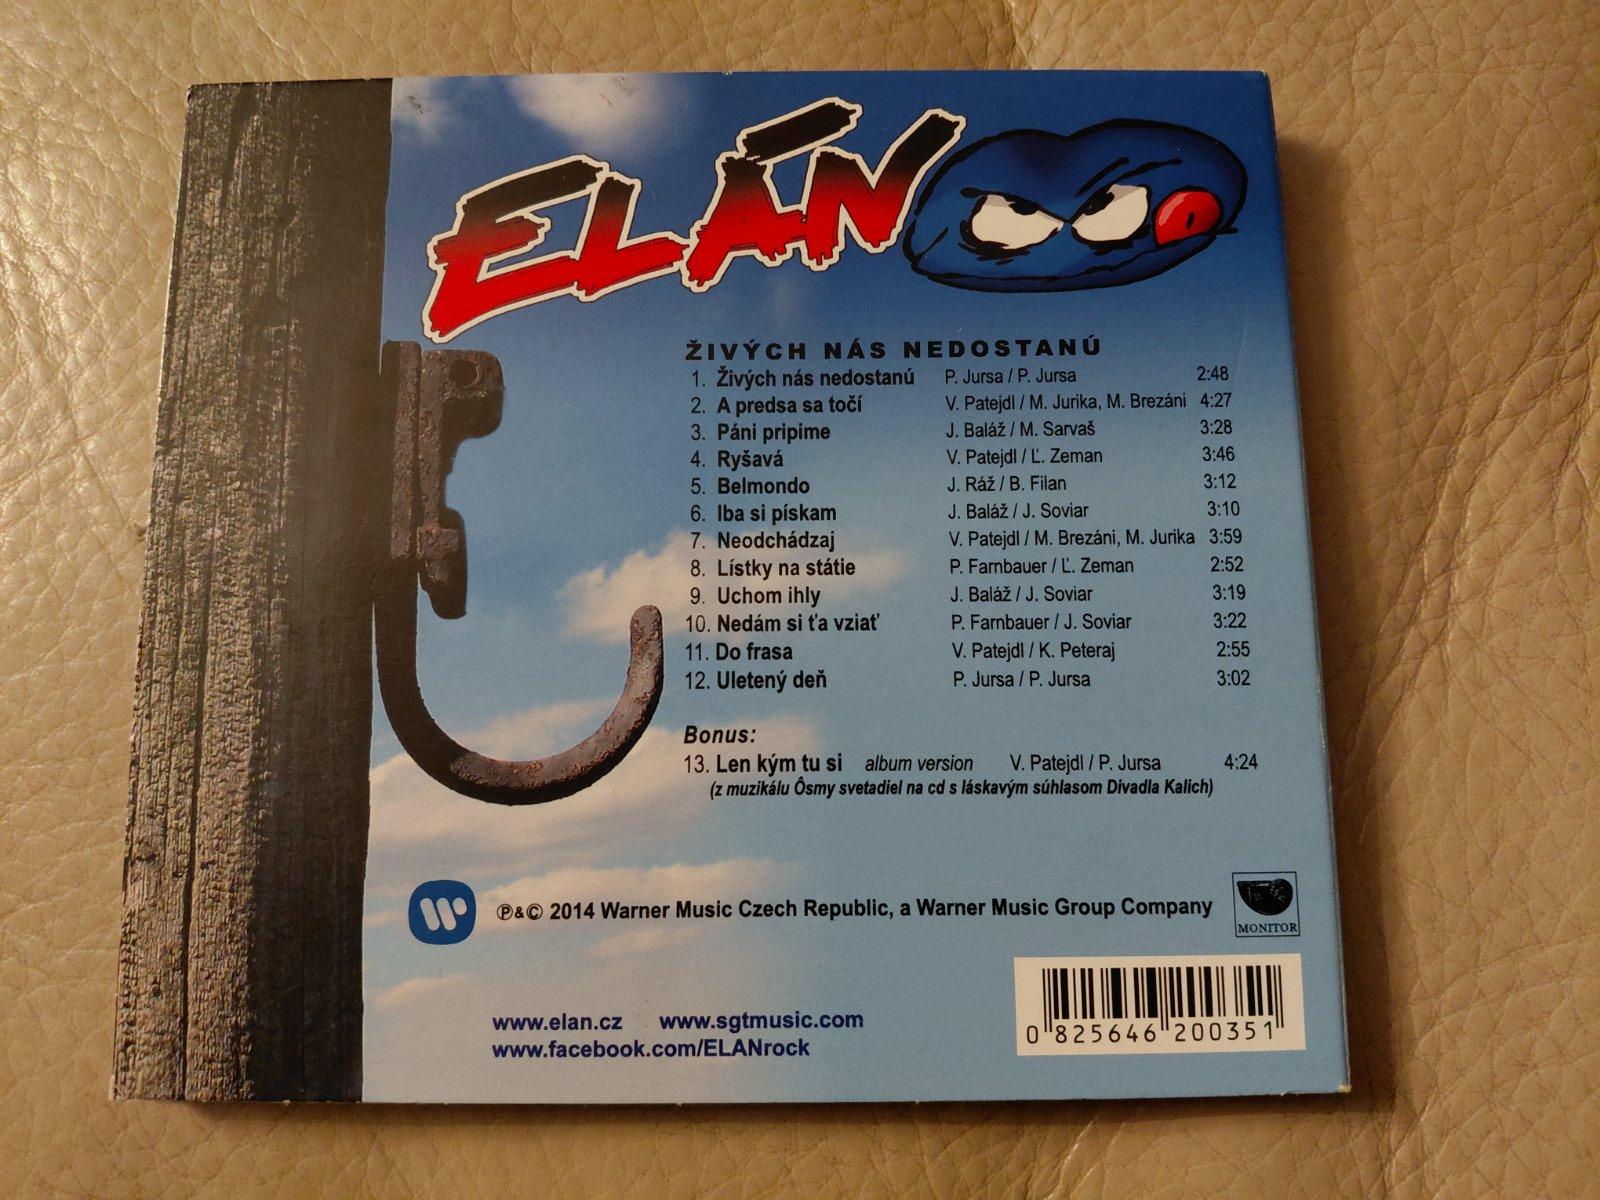 ELÁN
ŽIVÝCH NÁS NEDOSTANÚ
1. Živých nás nedostanú P. Jursa / P. Jursa 2:48
2. A predsa sa točí V. Patejdl / M. Jurika, M. Brezáni 4:27
3. Páni pripime J. Baláž / M. Sarvaš 3:28
4. Ryšavá V. Patejdl / Ľ. Zeman 3:46
5. Belmondo J. Ráž / B. Filan 3:12
6. Iba si pískam J. Baláž / J. Soviar 3:10
7. Neodchádzaj V. Patejdl / M. Brezáni, M. Jurika 3:59
8. Lístky na státie P. Farnbauer / Ľ. Zeman 2:52
9. Uchom ihly J. Baláž / J. Soviar 3:19
10. Nedám si ťa vziať P. Farnbauer / J. Soviar 3:22
11. Do frasa V. Patejdl / K. Peteraj 2:55
12. Uletený deň P. Jursa / P. Jursa 3:02
Bonus:
13. Len kým tu si album version V. Patejdl / P. Jursa 4:24
(z muzikálu Ôsmy svetadiel na cd s láskavým súhlasom Divadla Kalich)
℗&© 2014 Warner Music Czech Republic, a Warner Music Group Company
MONITOR
www.elan.cz www.sgtmusic.com
www.facebook.com/ELANrock
0 825646 200351